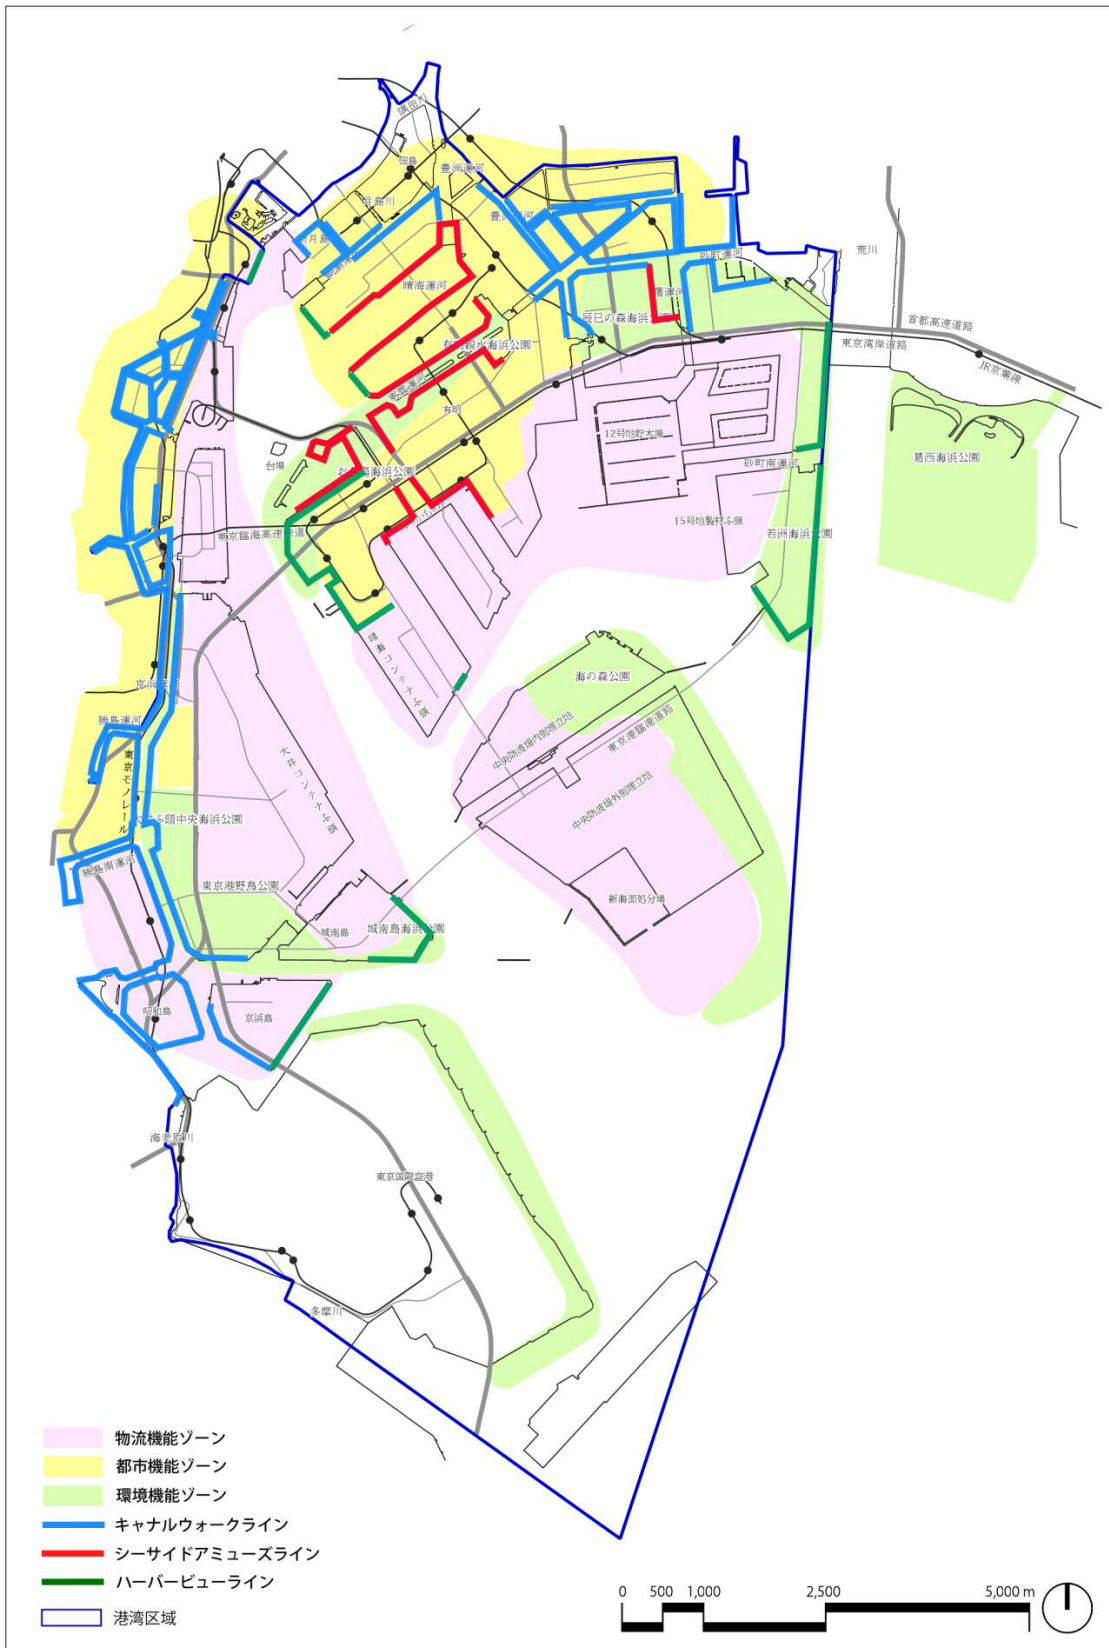 隅田川
佃島
豊洲運河
月島川
晴海運河
砂町運河
荒川
曙運河
辰巳の森海浜公園
首都高速道路
東京湾岸道路
JR京葉線
有明親水海浜公園
東雲運河
有明
12号地貯木場
葛西海浜公園
台場
お台場海浜公園
砂町南運河
15号地製材ふ頭
若洲海浜公園
東京臨海高速鉄道
晴海コンテナふ頭
海の森公園
京浜運河
勝島運河
中央防波堤内側埋立地
東京港臨港道路
東京モノレール
大井コンテナふ頭
中央防波堤外側埋立地
ふ頭中央海浜公園
勝島南運河
東京港野鳥公園
新海面処分場
城南島
城南島海浜公園
昭和島
京浜島
海老取川
東京国際空港
多摩川
物流機能ゾーン
都市機能ゾーン
環境機能ゾーン
キャナルウォークライン
シーサイドアミューズライン
ハーバービューライン
港湾区域
0 500 1,000 2,500 5,000 m